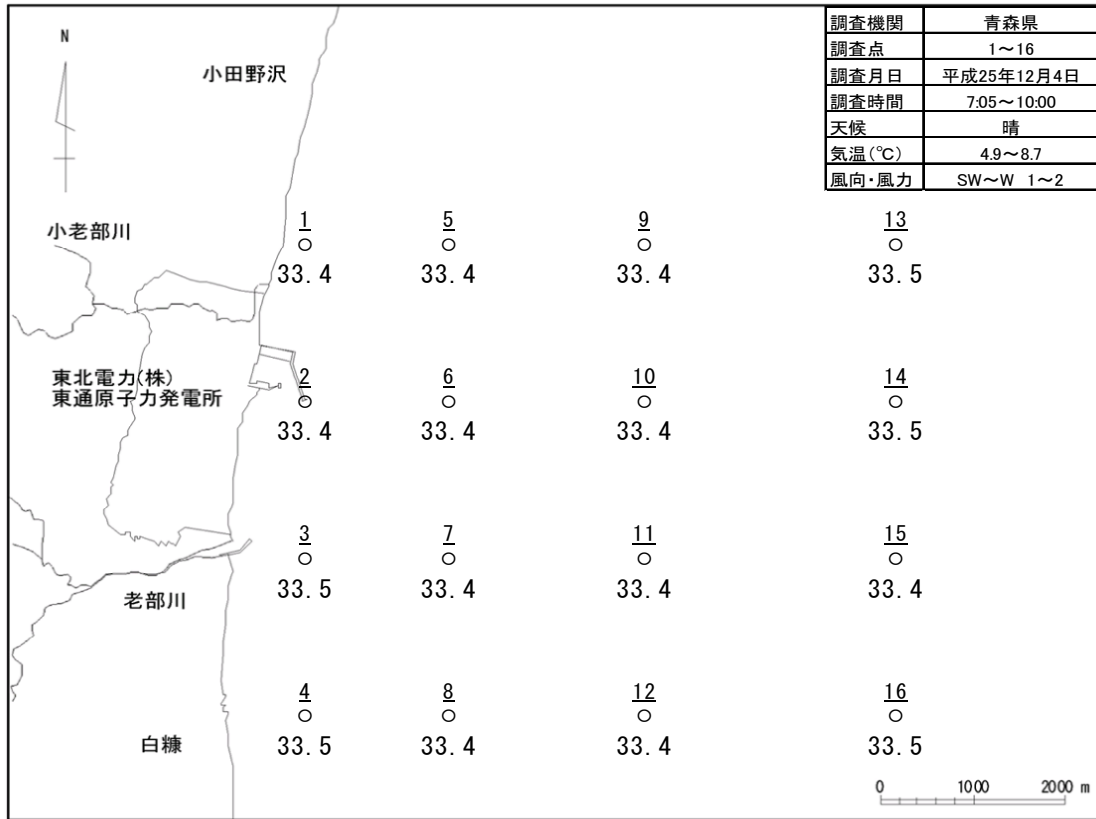 N
小田野沢
調査機関 青森県
調査点 1～16
調査月日 平成25年12月4日
調査時間 7:05～10:00
天候 晴
気温(℃) 4.9～8.7
風向・風力 SW～W 1～2
小老部川
1 5 9 13
33.4 33.4 33.4 33.5
東北電力(株)
東通原子力発電所
2 6 10 14
33.4 33.4 33.4 33.5
3 7 11 15
33.5 33.4 33.4 33.4
老部川
4 8 12 16
33.5 33.4 33.4 33.5
白糠
0 1000 2000 m